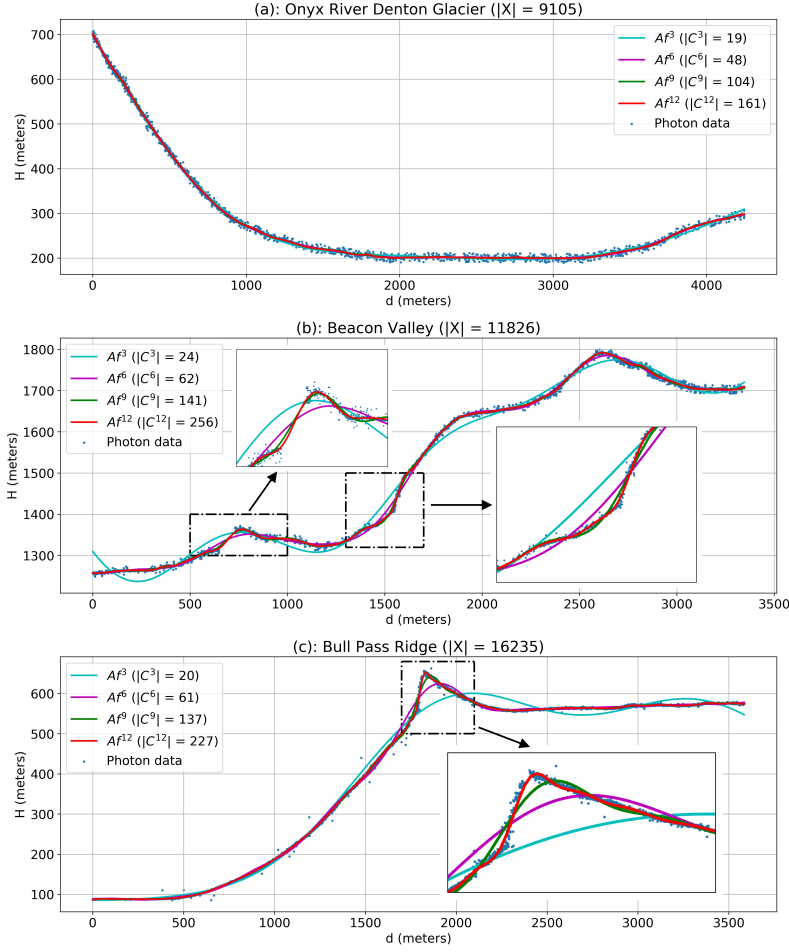 (a): Onyx River Denton Glacier (|X| = 9105)
700
600
500
400
300
200
H (meters)
Af³ (|C³| = 19)
Af⁶ (|C⁶| = 48)
Af⁹ (|C⁹| = 104)
Af¹² (|C¹²| = 161)
Photon data
0 1000 2000 3000 4000
d (meters)
(b): Beacon Valley (|X| = 11826)
1800
1700
1600
1500
1400
1300
H (meters)
Af³ (|C³| = 24)
Af⁶ (|C⁶| = 62)
Af⁹ (|C⁹| = 141)
Af¹² (|C¹²| = 256)
Photon data
0 500 1000 1500 2000 2500 3000 3500
d (meters)
(c): Bull Pass Ridge (|X| = 16235)
600
500
400
300
200
100
H (meters)
Af³ (|C³| = 20)
Af⁶ (|C⁶| = 61)
Af⁹ (|C⁹| = 137)
Af¹² (|C¹²| = 227)
Photon data
0 500 1000 1500 2000 2500 3000 3500
d (meters)